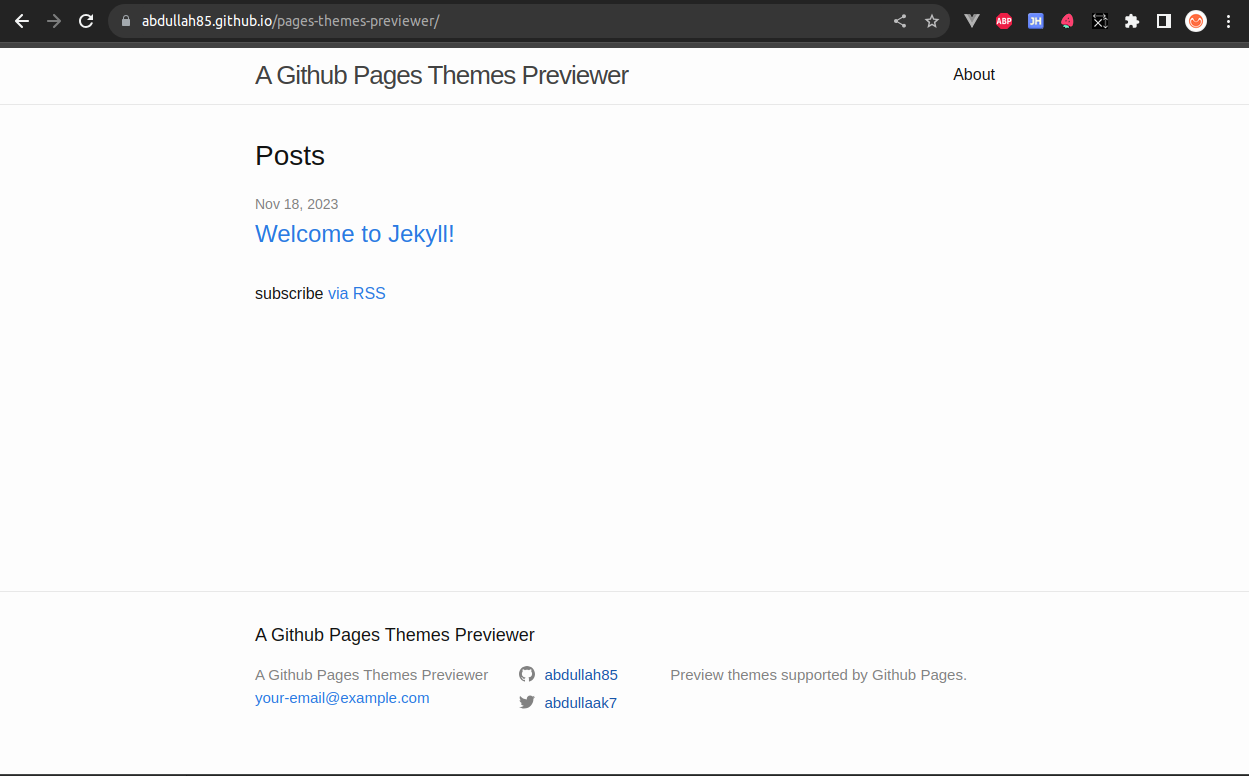 abdullah85.github.io/pages-themes-previewer/
ABP
JH
A Github Pages Themes Previewer
About
Posts
Nov 18, 2023
Welcome to Jekyll!
subscribe via RSS
A Github Pages Themes Previewer
A Github Pages Themes Previewer
your-email@example.com
abdullah85
abdullaak7
Preview themes supported by Github Pages.